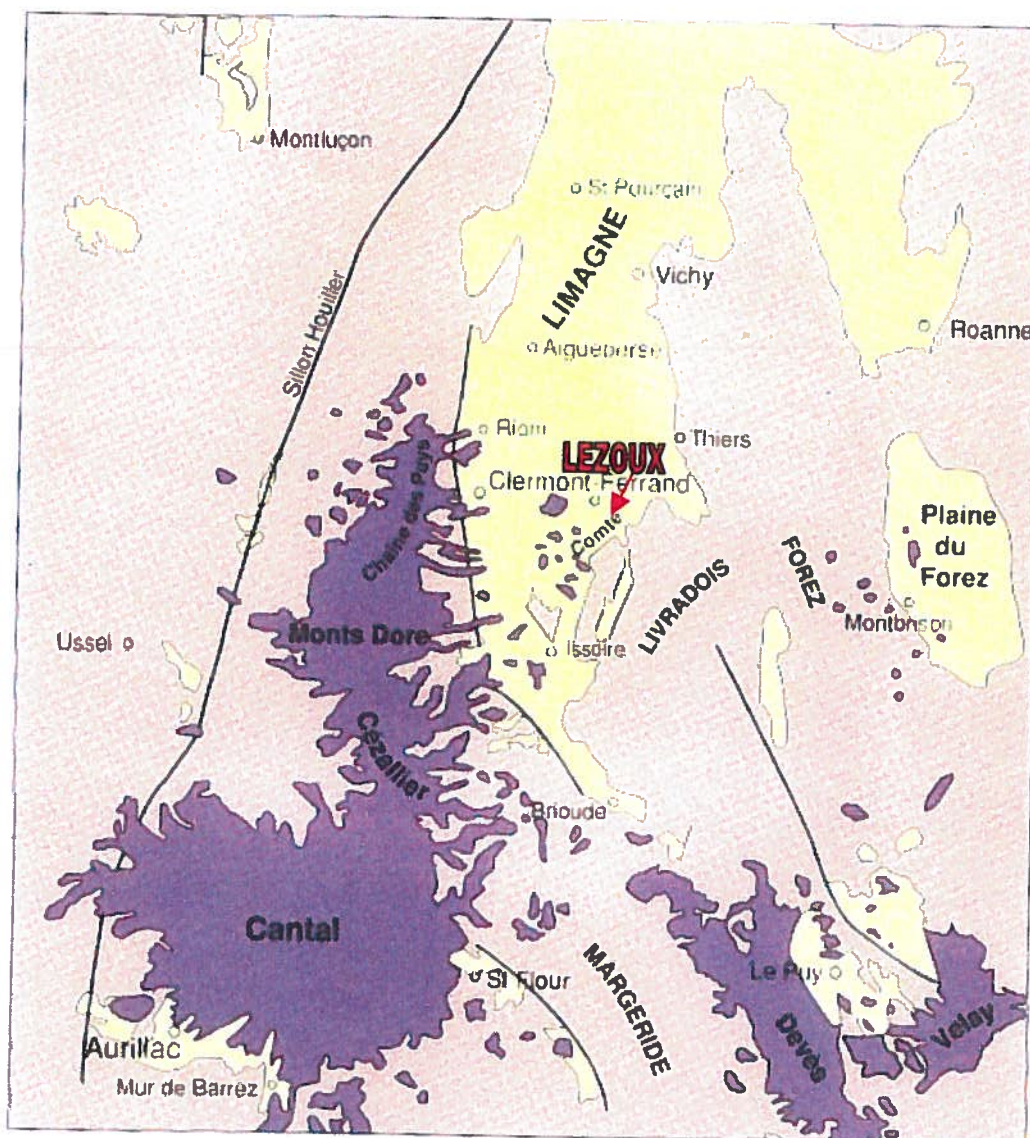 Montluçon
St Pourçain
LIMAGNE
Vichy
Sillon Houiller
Roanne
Aigueperse
Riom
Thiers
LEZOUX
Chaîne des Puys
Clermont-Ferrand
Comté
Plaine
du
Forez
FOREZ
LIVRADOIS
Montbrison
Ussel
Monts Dore
Issoire
Cézallier
Brioude
Cantal
St Flour
MARGERIDE
Le Puy
Devès
Velay
Aurillac
Mur de Barrez